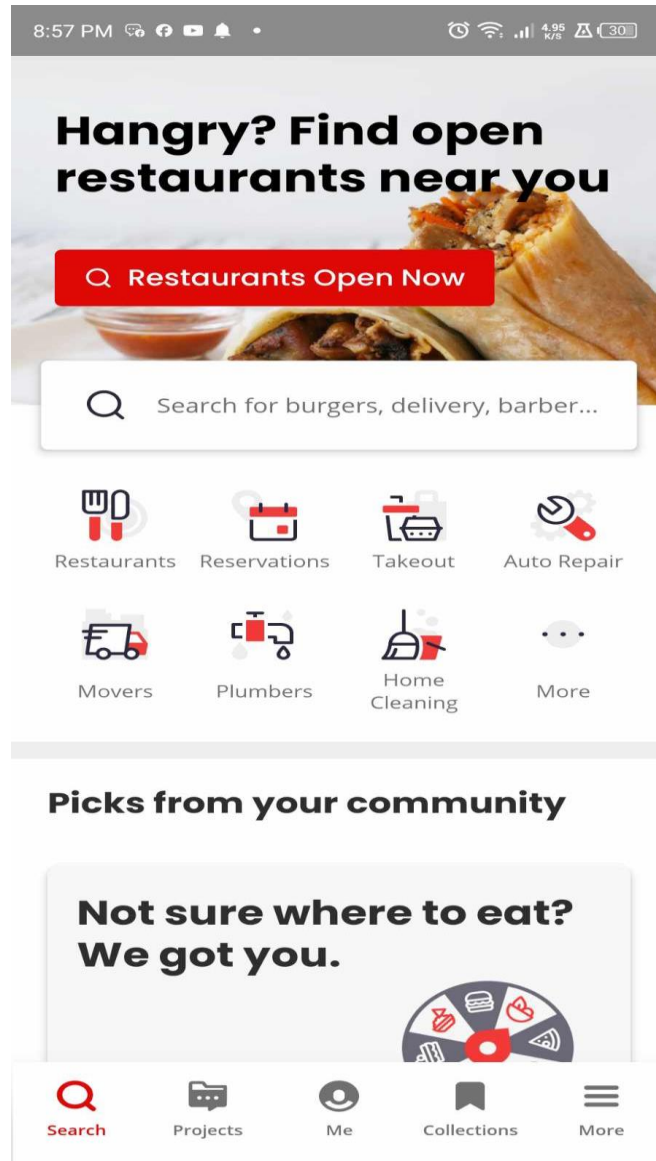 8:57 PM
4.95
K/S
30
Hangry? Find open
restaurants near you
Restaurants Open Now
Search for burgers, delivery, barber...
Restaurants Reservations Takeout Auto Repair
Movers Plumbers Home Cleaning More
Picks from your community
Not sure where to eat?
We got you.
Search Projects Me Collections More